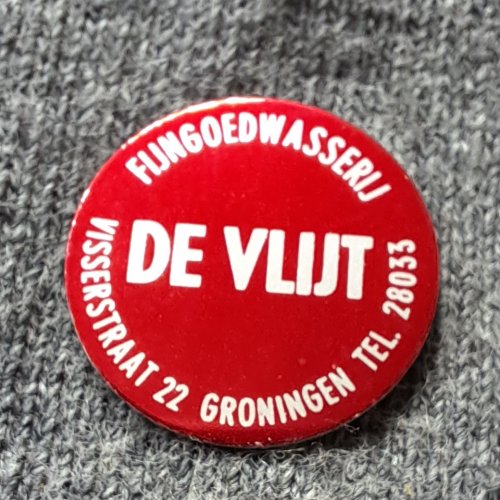 FIJNGOEDWASSERIJ
DE VLIJT
VISSERSTRAAT 22 GRONINGEN TEL. 28033